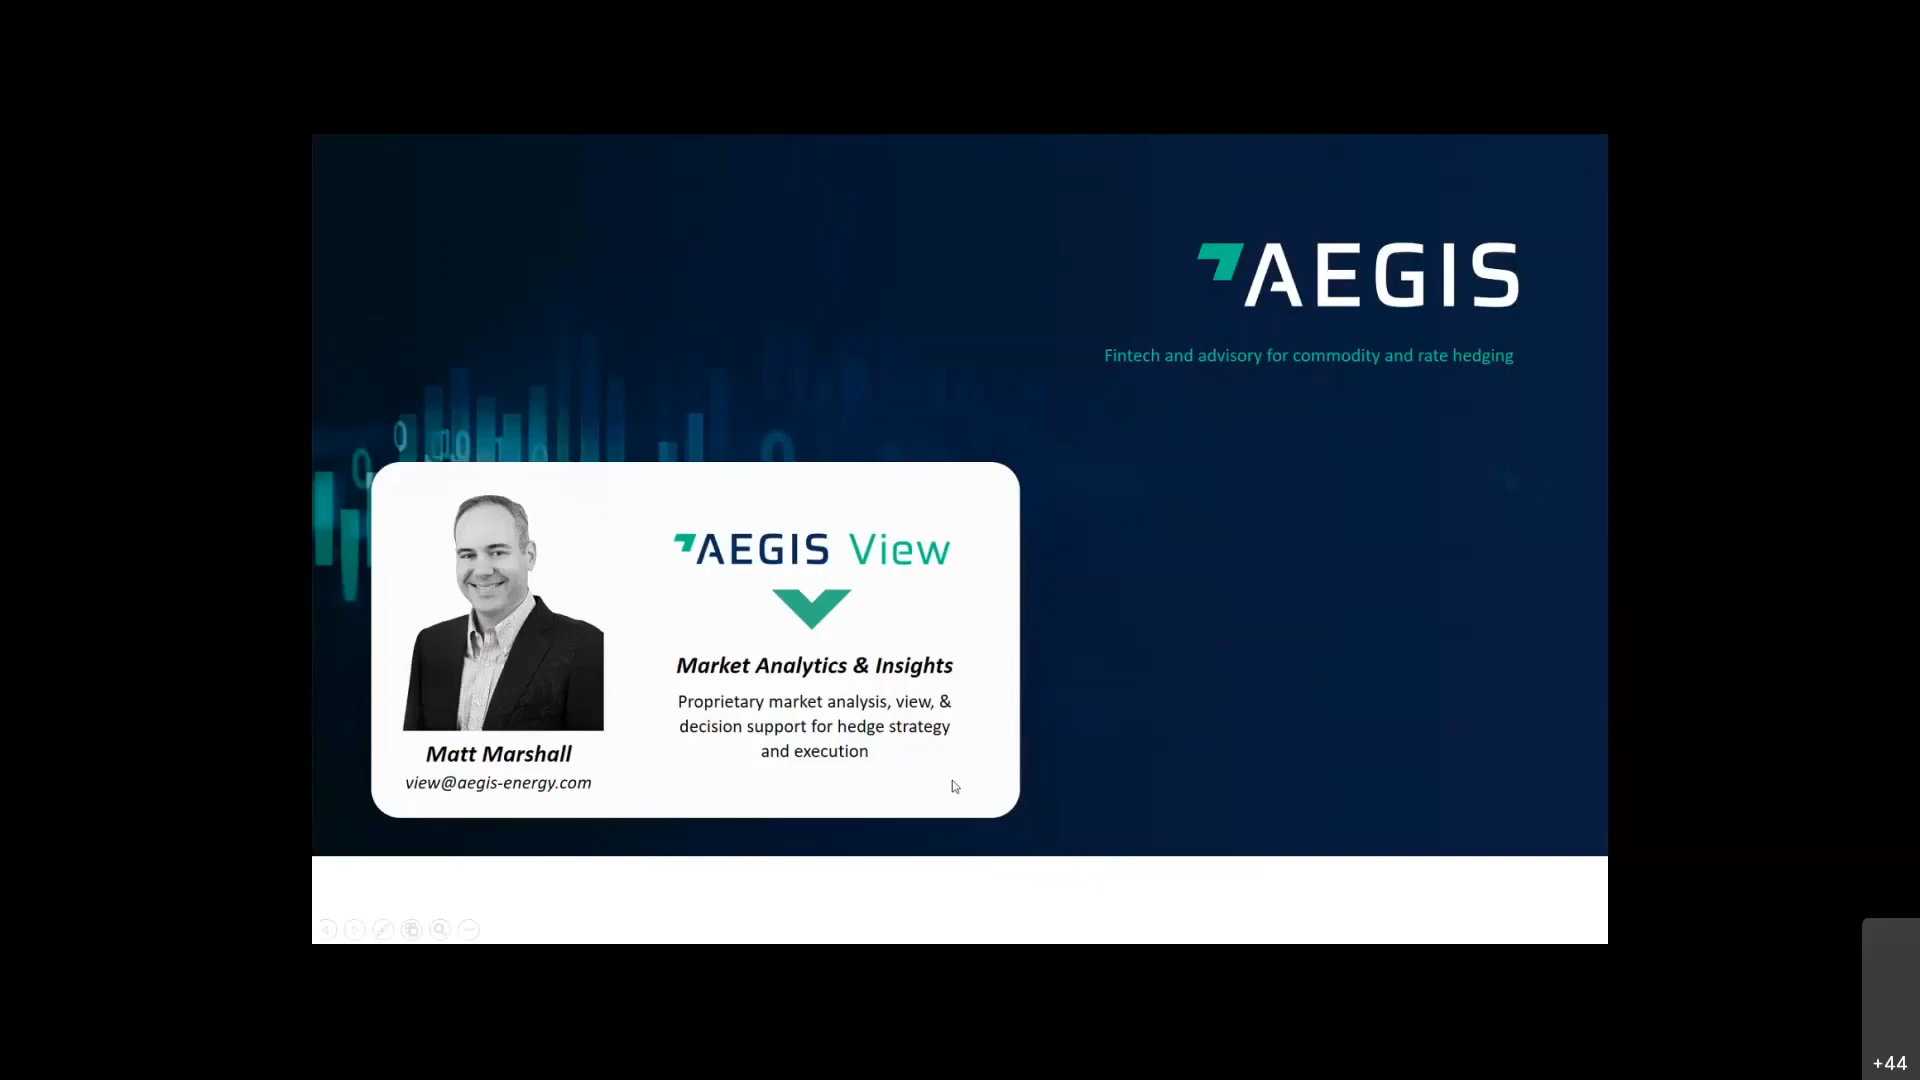 AEGIS
Fintech and advisory for commodity and rate hedging
AEGIS View
Market Analytics & Insights
Proprietary market analysis, view, &
decision support for hedge strategy
and execution
Matt Marshall
view@aegis-energy.com
+44